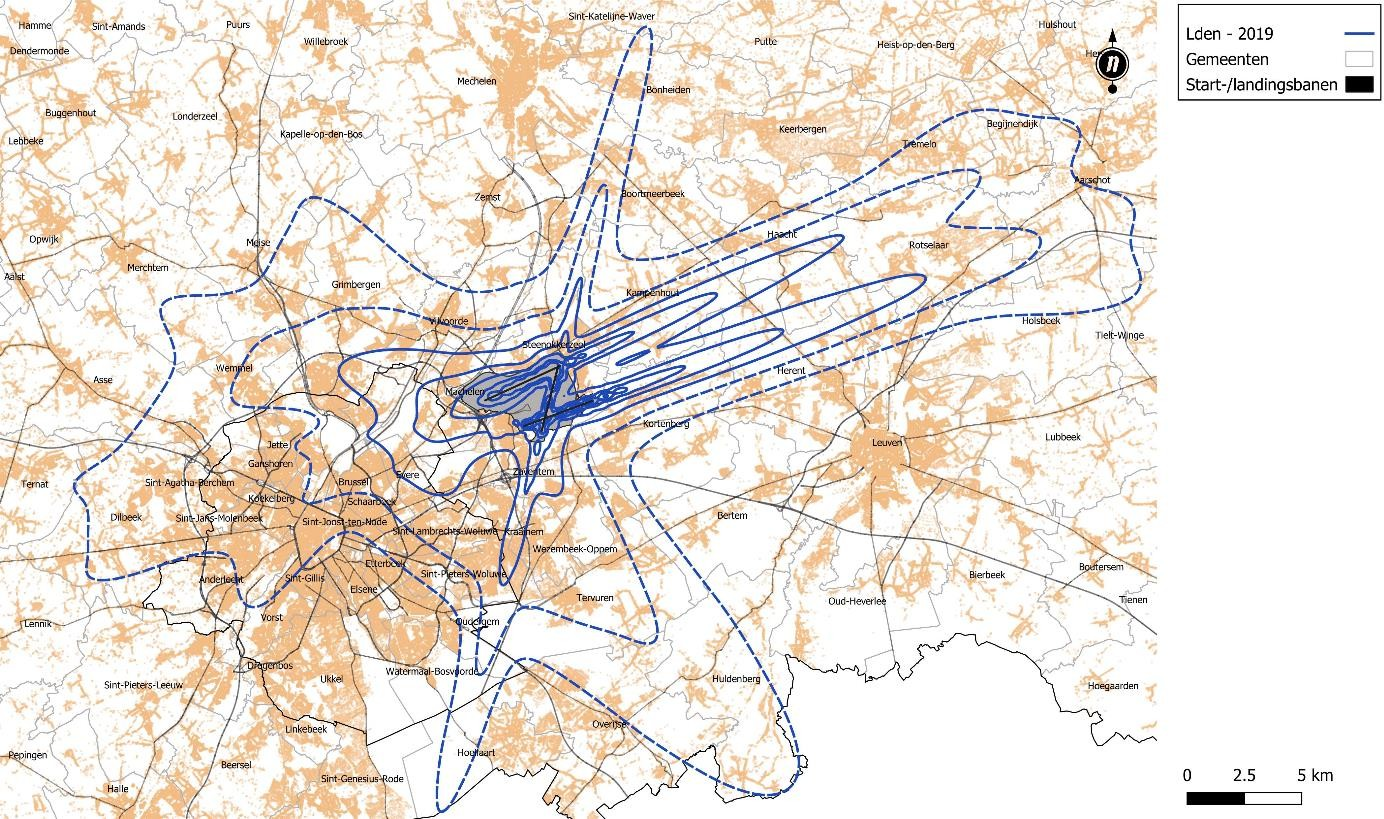 Hamme
Sint-Amands
Puurs
Willebroek
Sint-Katelijne-Waver
Putte
Heist-op-den-Berg
Hulshout
Dendermonde
Mechelen
Bonheiden
n
Buggenhout
Londerzeel
Kapelle-op-den-Bos
Keerbergen
Begijnendijk
Lebbeke
Tremelo
Aarschot
Zemst
Boortmeerbeek
Opwijk
Meise
Haacht
Rotselaar
Aalst
Merchtem
Grimbergen
Kampenhout
Vilvoorde
Holsbeek
Tielt-Winge
Steenokkerzeel
Wemmel
Herent
Asse
Machelen
Kortenberg
Jette
Leuven
Lubbeek
Ganshoren
Evere
Zaventem
Ternat
Sint-Agatha-Berchem
Brussel
Koekelberg
Schaarbeek
Dilbeek
Sint-Jans-Molenbeek
Sint-Joost-ten-Node
Sint-Lambrechts-Woluwe
Kraainem
Bertem
Wezembeek-Oppem
Etterbeek
Anderlecht
Sint-Gillis
Sint-Pieters-Woluwe
Elsene
Tervuren
Oud-Heverlee
Bierbeek
Boutersem
Tienen
Lennik
Vorst
Oudergem
Drogenbos
Watermaal-Bosvoorde
Sint-Pieters-Leeuw
Ukkel
Huldenberg
Hoegaarden
Linkebeek
Overijse
Pepingen
Beersel
Hoeilaart
Sint-Genesius-Rode
Halle
Lden - 2019
Gemeenten
Start-/landingsbanen
0 2.5 5 km